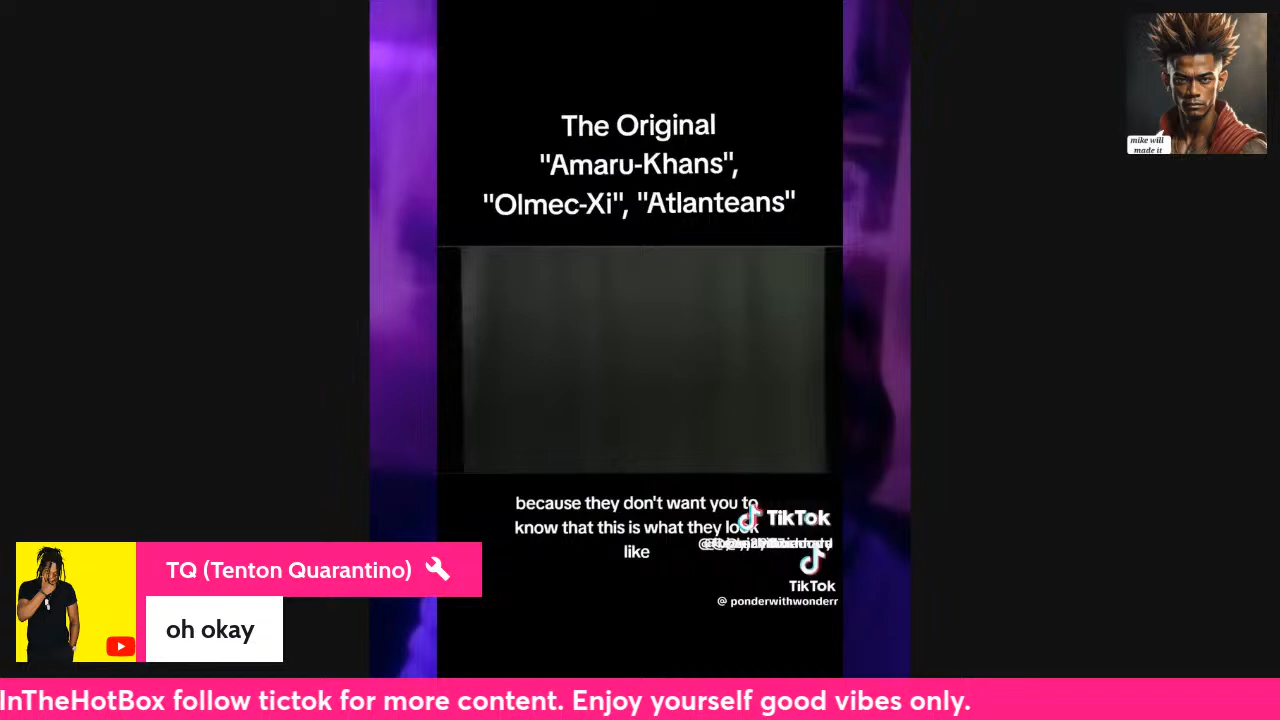 The Original
"Amaru-Khans",
"Olmec-Xi", "Atlanteans"
mike will
made it
because they don't want you to
know that this is what they look
like
TikTok
TikTok
@ ponderwithwonderr
TQ (Tenton Quarantino)
oh okay
InTheHotBox follow tictok for more content. Enjoy yourself good vibes only.